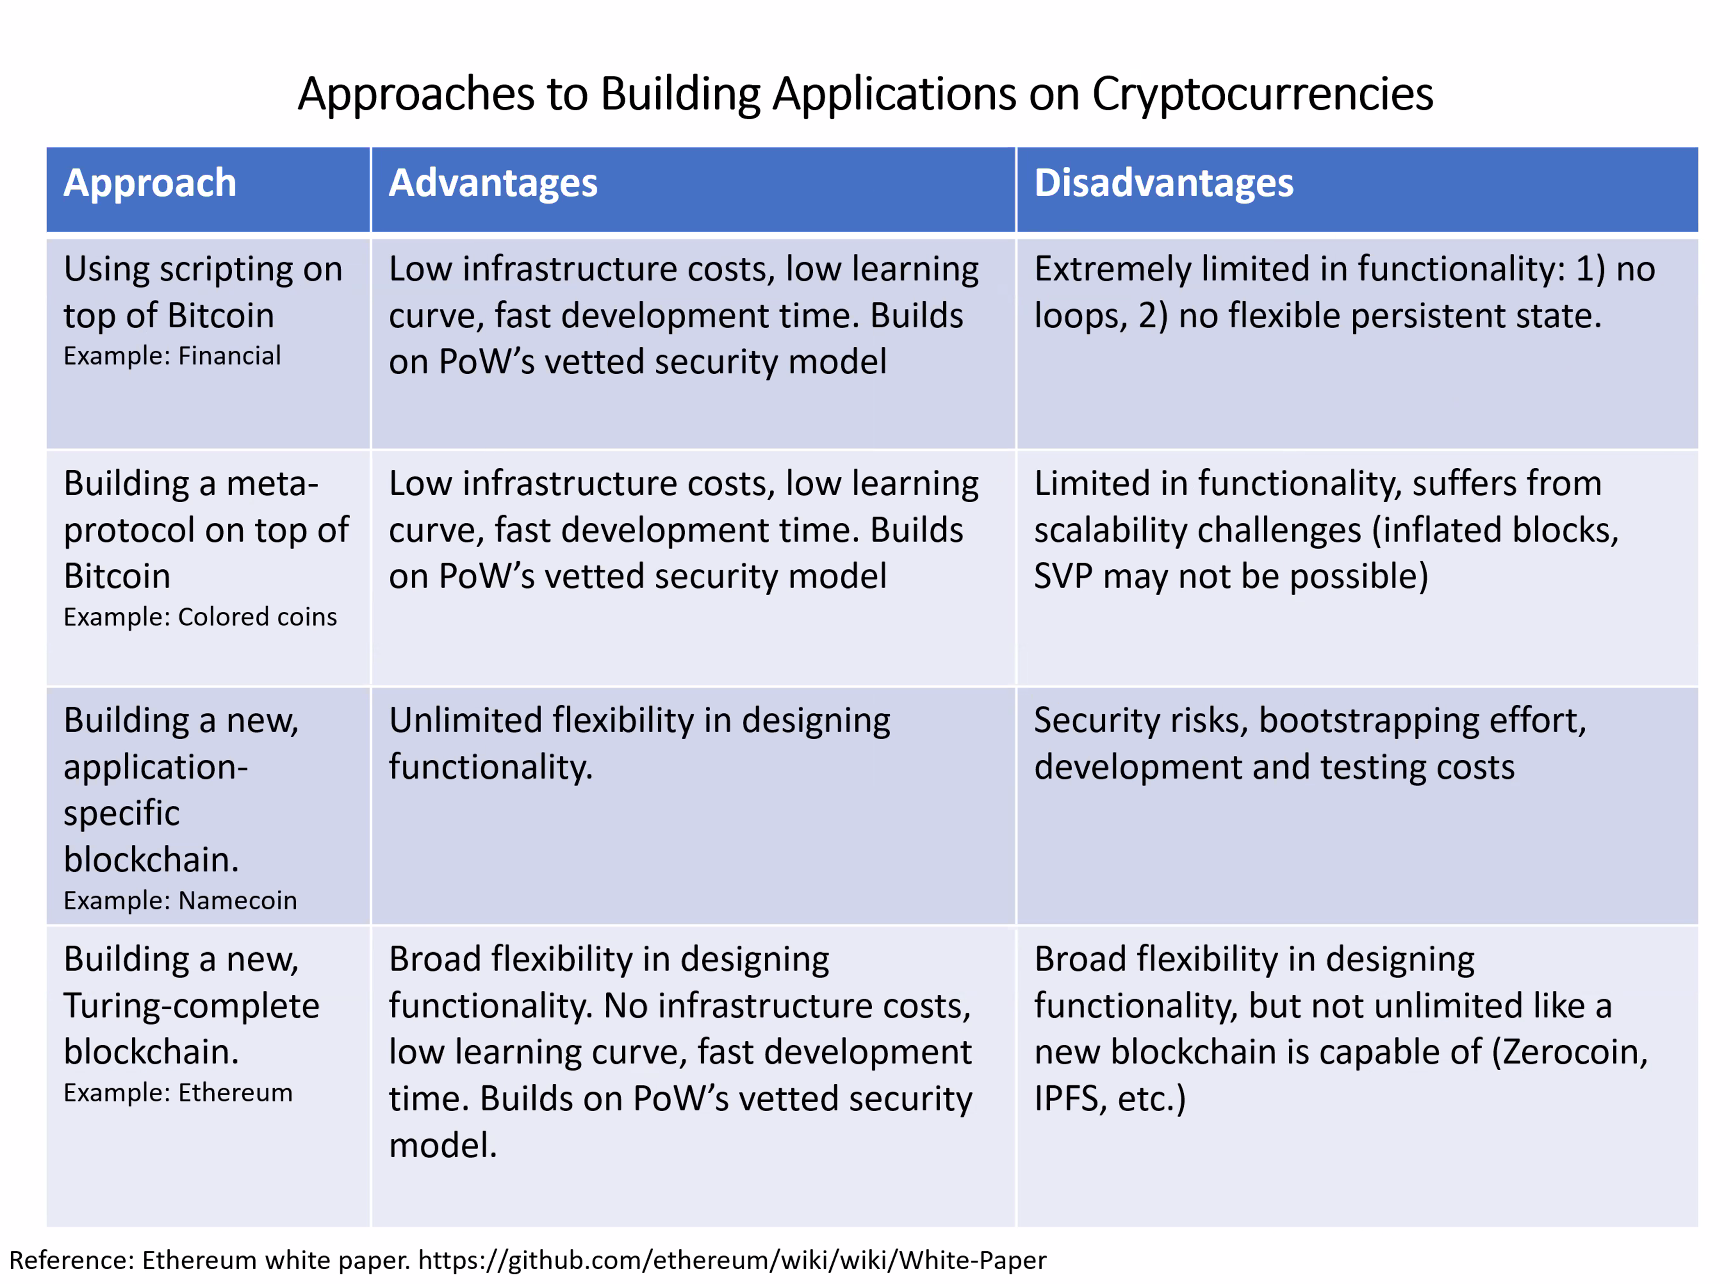 Approaches to Building Applications on Cryptocurrencies
Approach
Advantages
Disadvantages
Using scripting on
top of Bitcoin
Example: Financial
Low infrastructure costs, low learning
curve, fast development time. Builds
on PoW’s vetted security model
Extremely limited in functionality: 1) no
loops, 2) no flexible persistent state.
Building a meta-
protocol on top of
Bitcoin
Example: Colored coins
Low infrastructure costs, low learning
curve, fast development time. Builds
on PoW’s vetted security model
Limited in functionality, suffers from
scalability challenges (inflated blocks,
SVP may not be possible)
Building a new,
application-
specific
blockchain.
Example: Namecoin
Unlimited flexibility in designing
functionality.
Security risks, bootstrapping effort,
development and testing costs
Building a new,
Turing-complete
blockchain.
Example: Ethereum
Broad flexibility in designing
functionality. No infrastructure costs,
low learning curve, fast development
time. Builds on PoW’s vetted security
model.
Broad flexibility in designing
functionality, but not unlimited like a
new blockchain is capable of (Zerocoin,
IPFS, etc.)
Reference: Ethereum white paper. https://github.com/ethereum/wiki/wiki/White-Paper